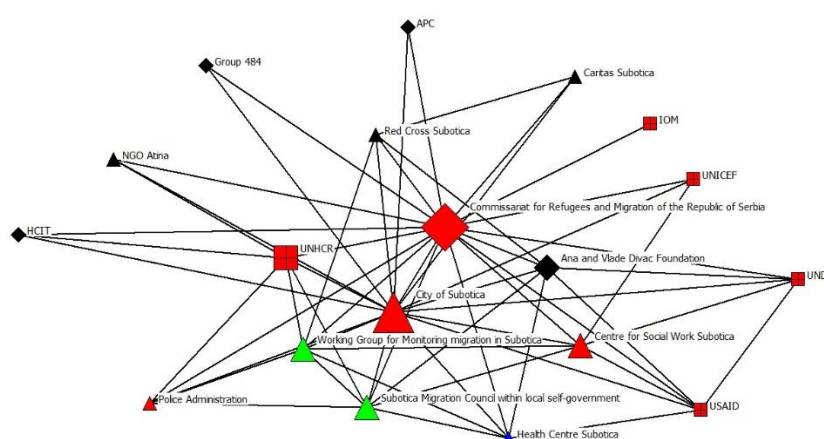 APC
Group 484
Caritas Subotica
IOM
Red Cross Subotica
NGO Atina
UNICEF
Commissariat for Refugees and Migration of the Republic of Serbia
HCIT
UNHCR
Ana and Vlade Divac Foundation
UND
City of Subotica
Working Group for Monitoring migration in Subotica
Centre for Social Work Subotica
Police Administration
Subotica Migration Council within local self-government
USAID
Health Centre Subotica